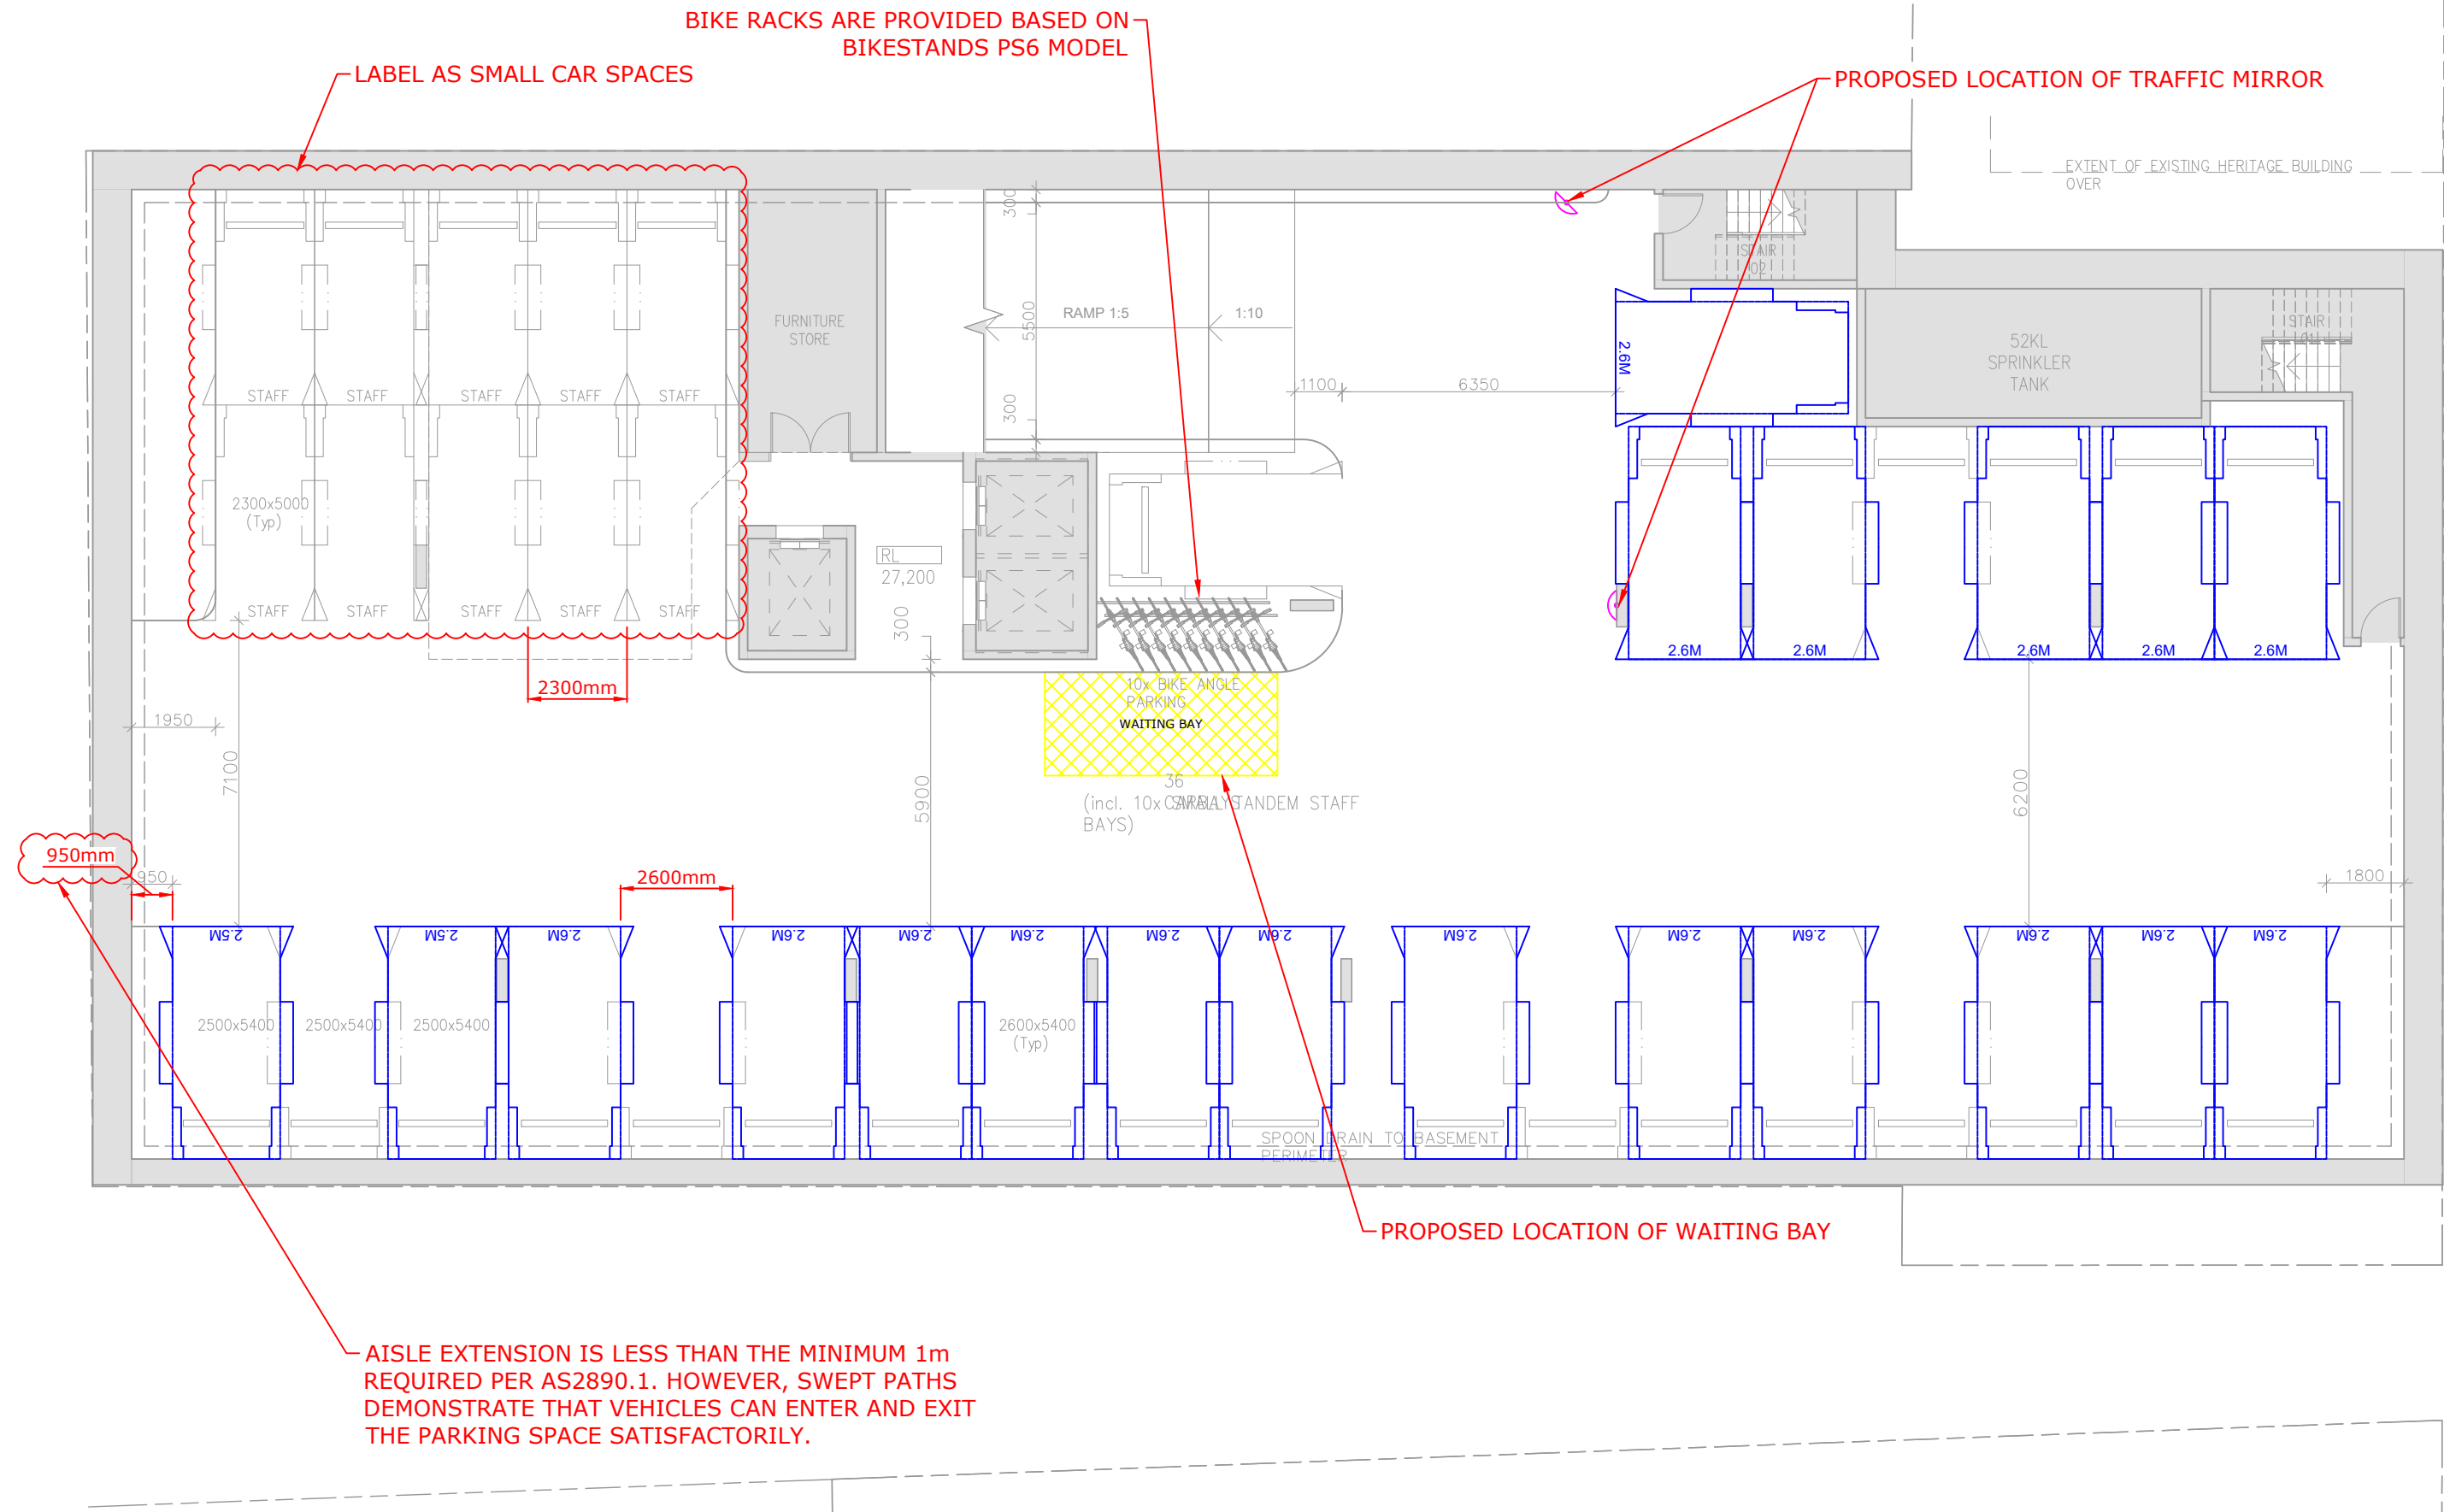 BIKE RACKS ARE PROVIDED BASED ON
BIKESTANDS PS6 MODEL
LABEL AS SMALL CAR SPACES
PROPOSED LOCATION OF TRAFFIC MIRROR
EXTENT OF EXISTING HERITAGE BUILDING
OVER
300
5500
300
RAMP 1:5
1:10
FURNITURE
STORE
STAIR
02
STAIR
01
52KL
SPRINKLER
TANK
2.6M
1100
6350
STAFF
STAFF
STAFF
STAFF
STAFF
2300x5000
(Typ)
RL
27,200
300
STAFF
STAFF
STAFF
STAFF
STAFF
2.6M
2.6M
2.6M
2.6M
2.6M
2300mm
10x BIKE ANGLE
PARKING
WAITING BAY
1950
7100
5900
6200
36
CARBAYS
(incl. 10x SMALL TANDEM STAFF
BAYS)
950mm
950
2600mm
1800
2.5M
2.5M
2.6M
2.6M
2.6M
2.6M
2.6M
2.6M
2.6M
2.6M
2.6M
2.6M
2.6M
2.6M
2500x5400
2500x5400
2500x5400
2600x5400
(Typ)
SPOON DRAIN TO BASEMENT
PERIMETER
PROPOSED LOCATION OF WAITING BAY
AISLE EXTENSION IS LESS THAN THE MINIMUM 1m
REQUIRED PER AS2890.1. HOWEVER, SWEPT PATHS
DEMONSTRATE THAT VEHICLES CAN ENTER AND EXIT
THE PARKING SPACE SATISFACTORILY.